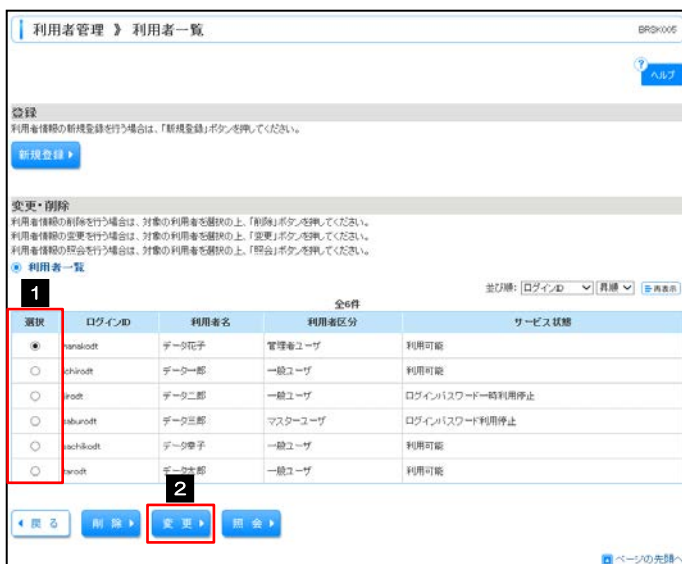 利用者管理 》 利用者一覧 BRSK005
? ヘルプ
登録
利用者情報の新規登録を行う場合は、「新規登録」ボタンを押してください。
新規登録
変更・削除
利用者情報の削除を行う場合は、対象の利用者を選択の上、「削除」ボタンを押してください。
利用者情報の変更を行う場合は、対象の利用者を選択の上、「変更」ボタンを押してください。
利用者情報の照会を行う場合は、対象の利用者を選択の上、「照会」ボタンを押してください。
利用者一覧
1
並び順: ログインID 昇順 再表示
全6件
選択 ログインID 利用者名 利用者区分 サービス状態
hanakodt データ花子 管理者ユーザ 利用可能
ichirodt データ一郎 一般ユーザ 利用可能
jirodt データ二郎 一般ユーザ ログインパスワード一時利用停止
saburodt データ三郎 マスターユーザ ログインパスワード利用停止
sachikodt データ幸子 一般ユーザ 利用可能
tarodt データ太郎 一般ユーザ 利用可能
2
戻る 削除 変更 照会
ページの先頭へ